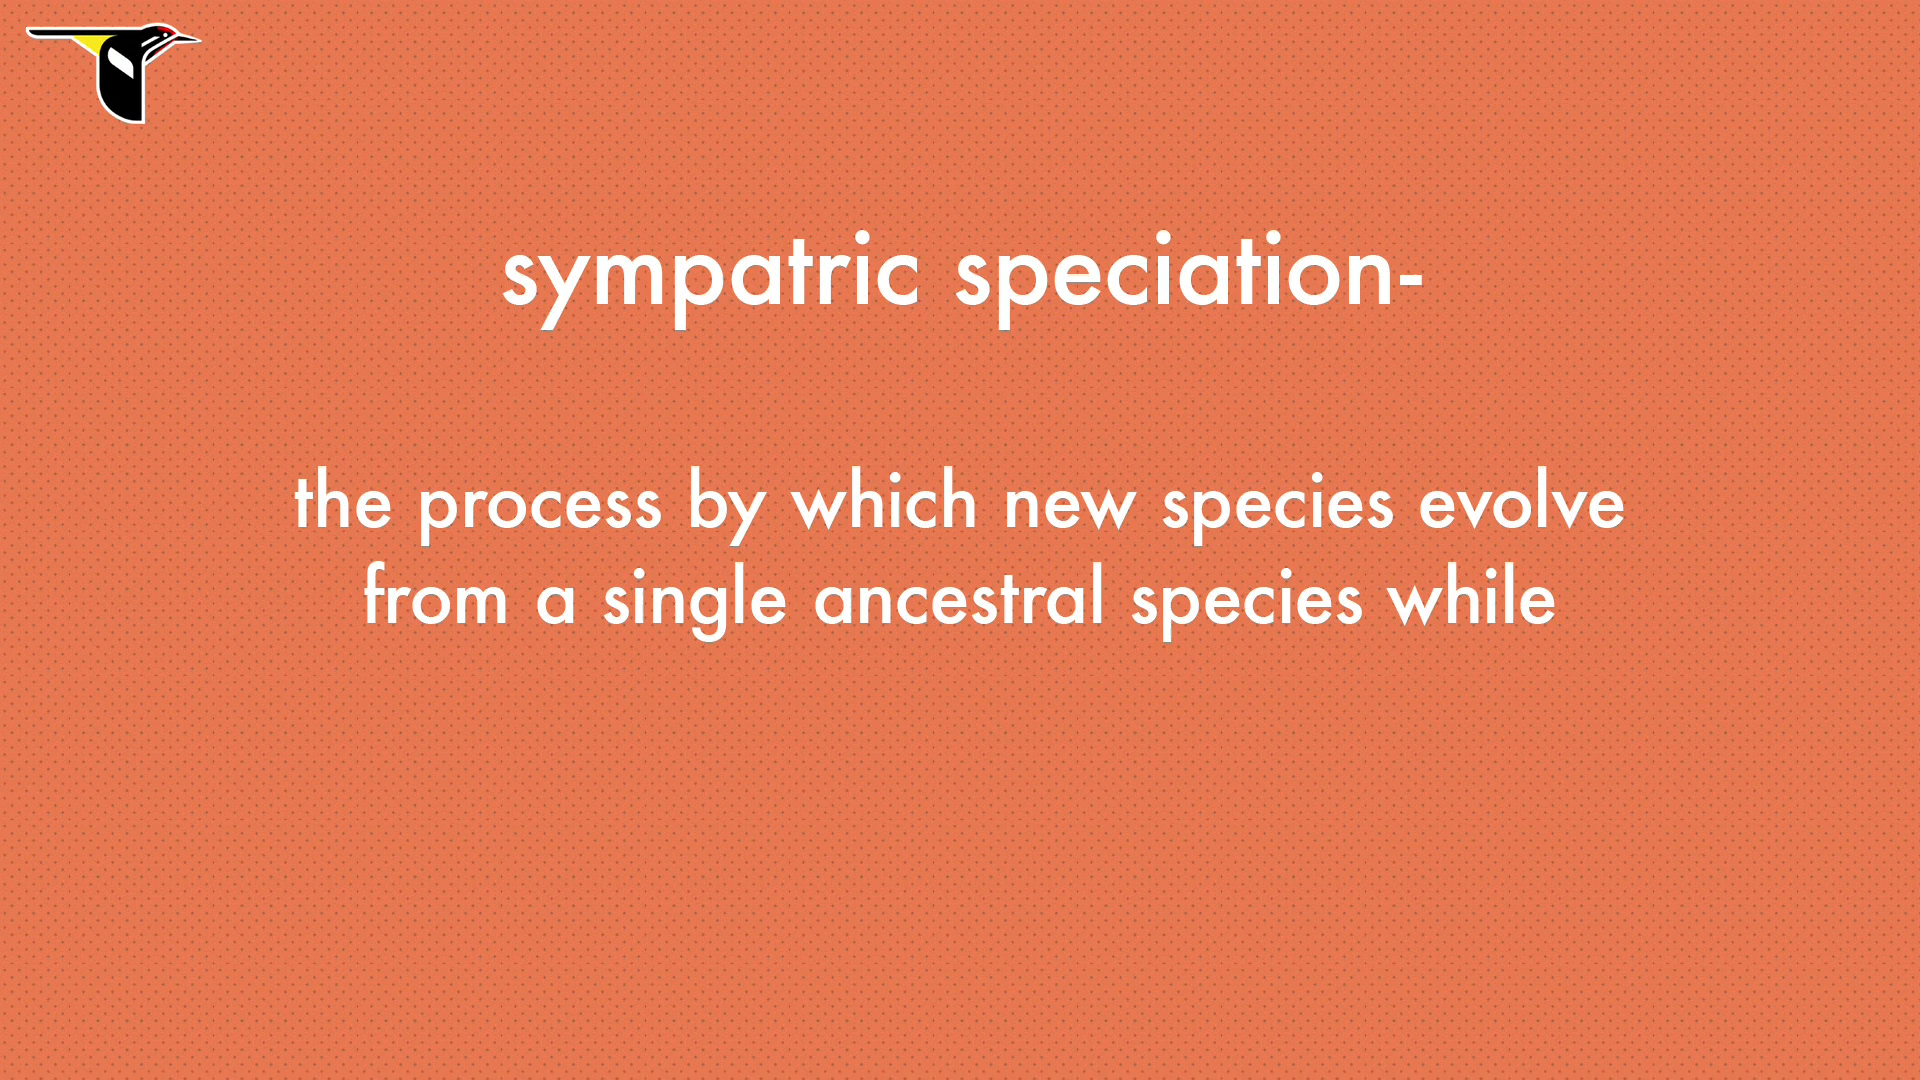 sympatric speciation-
the process by which new species evolve
from a single ancestral species while